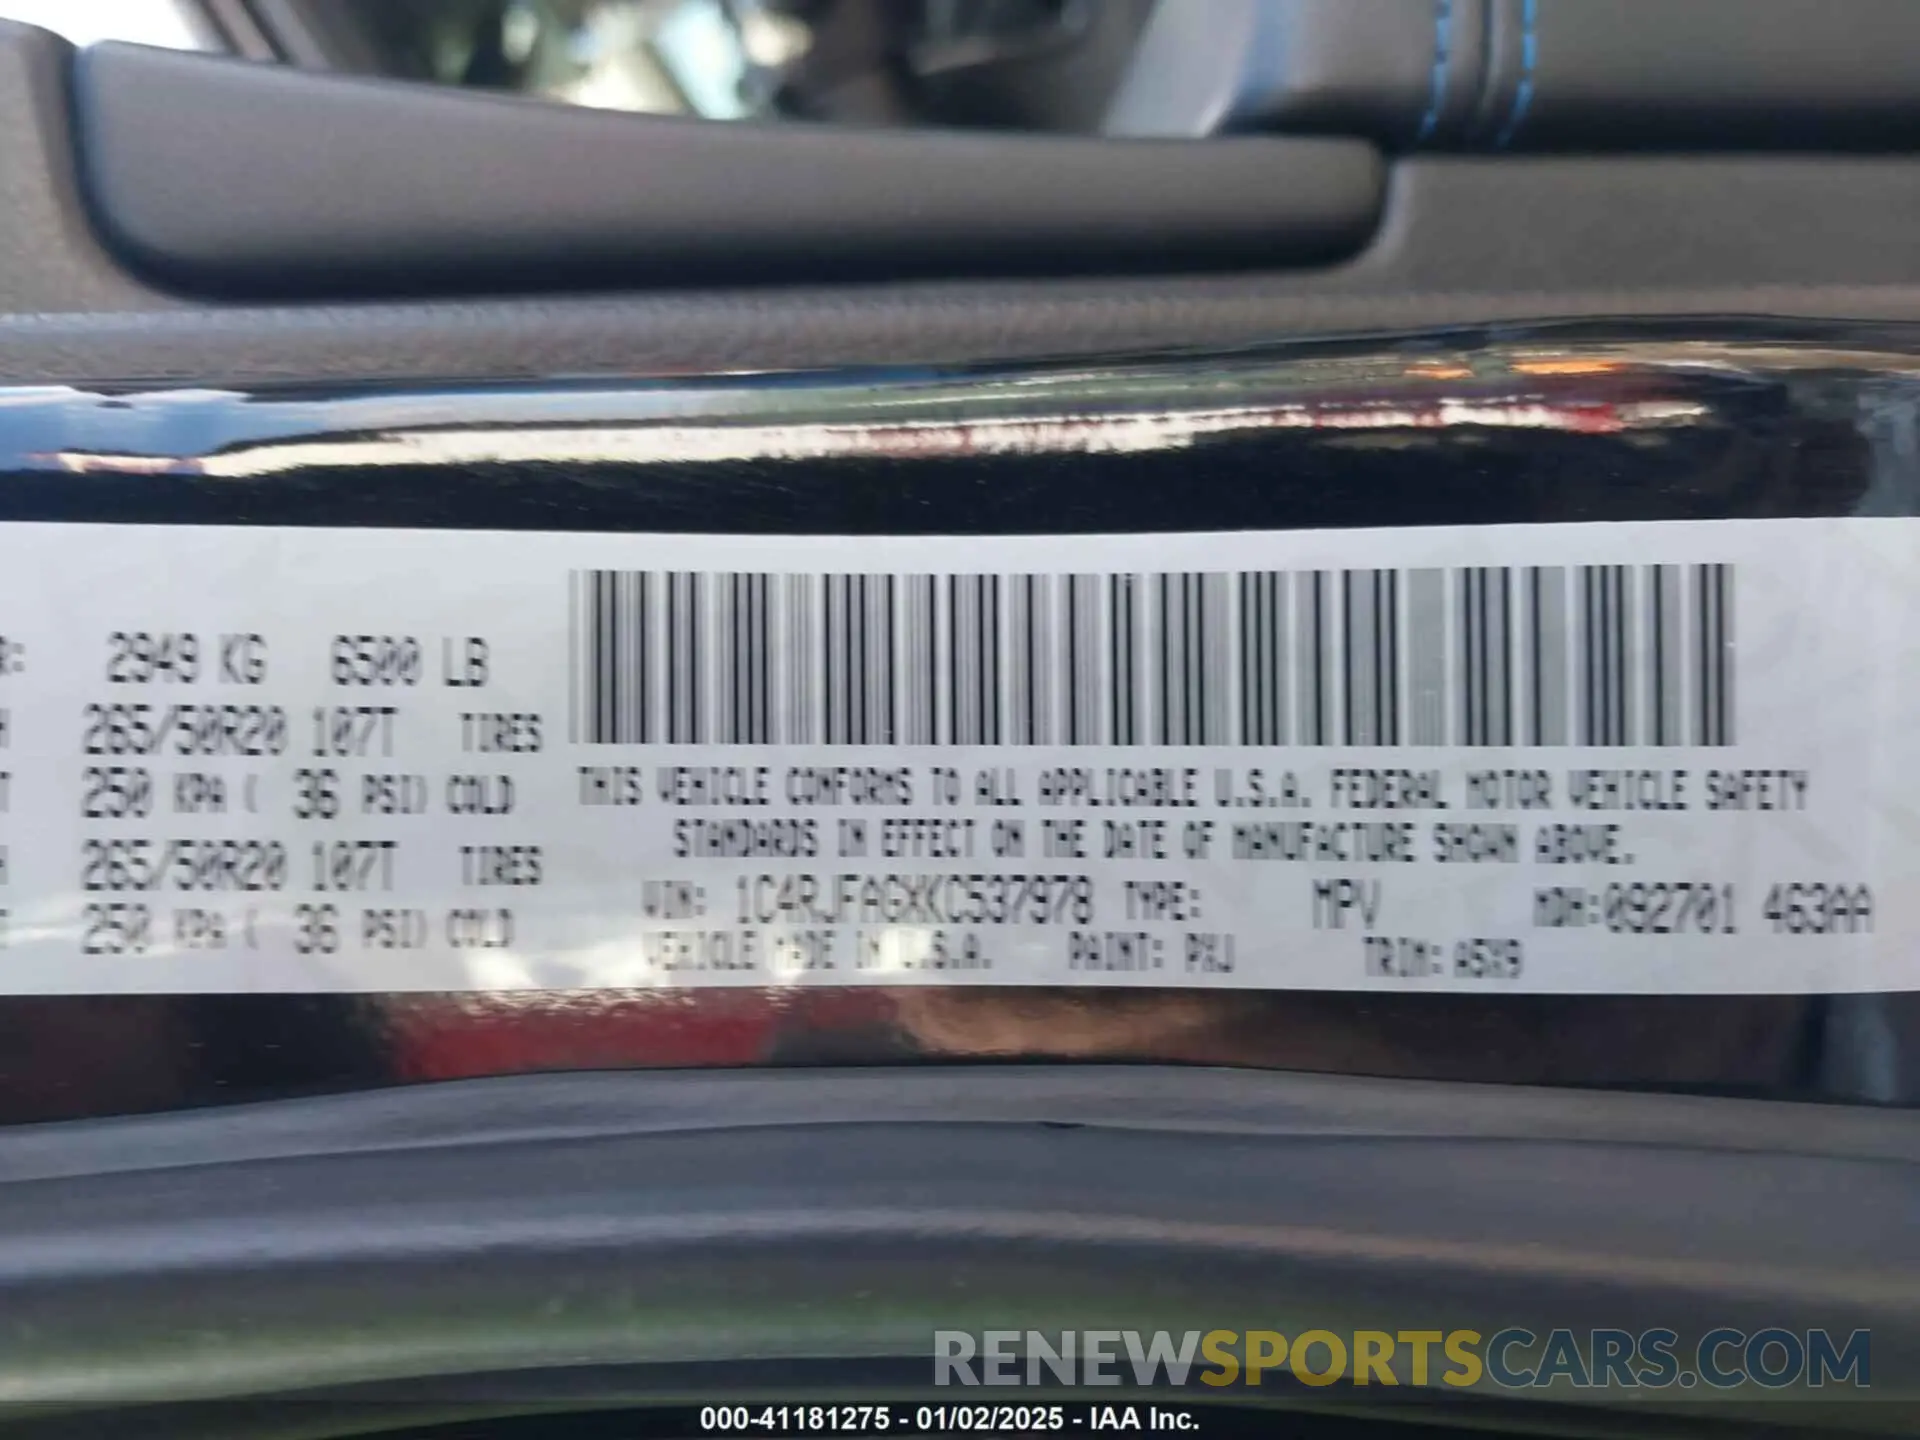 R: 2949 KG 6500 LB
H 265/50R20 107T TIRES
T 250 KPA ( 36 PSI) COLD
H 265/50R20 107T TIRES
250 KPA ( 36 PSI) COLD
THIS VEHICLE CONFORMS TO ALL APPLICABLE U.S.A. FEDERAL MOTOR VEHICLE SAFETY
STANDARDS IN EFFECT ON THE DATE OF MANUFACTURE SHOWN ABOVE.
VIN: 1C4RJFAGXKC537978 TYPE: MPV MDH:092701 463AA
VEHICLE MADE IN U.S.A. PAINT: PXJ TRIM: A5X9
RENEWSPORTSCARS.COM
000-41181275 - 01/02/2025 - IAA Inc.